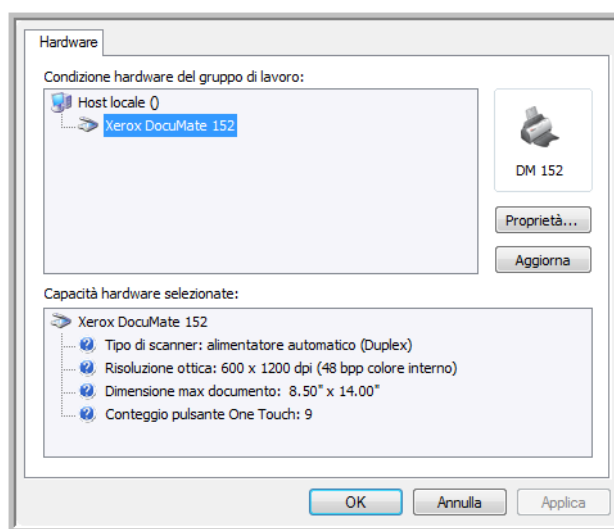 Hardware
Condizione hardware del gruppo di lavoro:
Host locale ()
Xerox DocuMate 152
DM 152
Proprietà...
Aggiorna
Capacità hardware selezionate:
Xerox DocuMate 152
Tipo di scanner: alimentatore automatico (Duplex)
Risoluzione ottica: 600 x 1200 dpi (48 bpp colore interno)
Dimensione max documento: 8.50" x 14.00"
Conteggio pulsante One Touch: 9
OK
Annulla
Applica